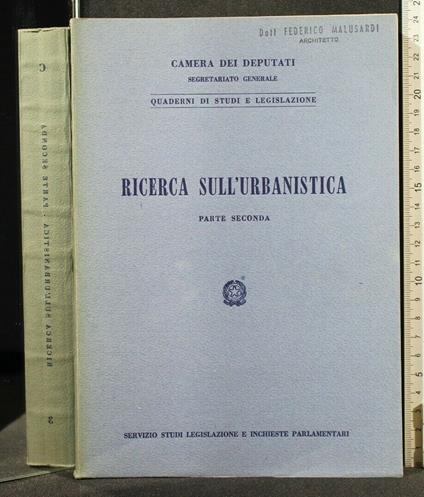 Dott FEDERICO MALUSARDI
ARCHITETTO
CAMERA DEI DEPUTATI
SEGRETARIATO GENERALE
QUADERNI DI STUDI E LEGISLAZIONE
RICERCA SULL'URBANISTICA
PARTE SECONDA
SERVIZIO STUDI LEGISLAZIONE E INCHIESTE PARLAMENTARI
RICERCA SULL'URBANISTICA - PARTE SECONDA